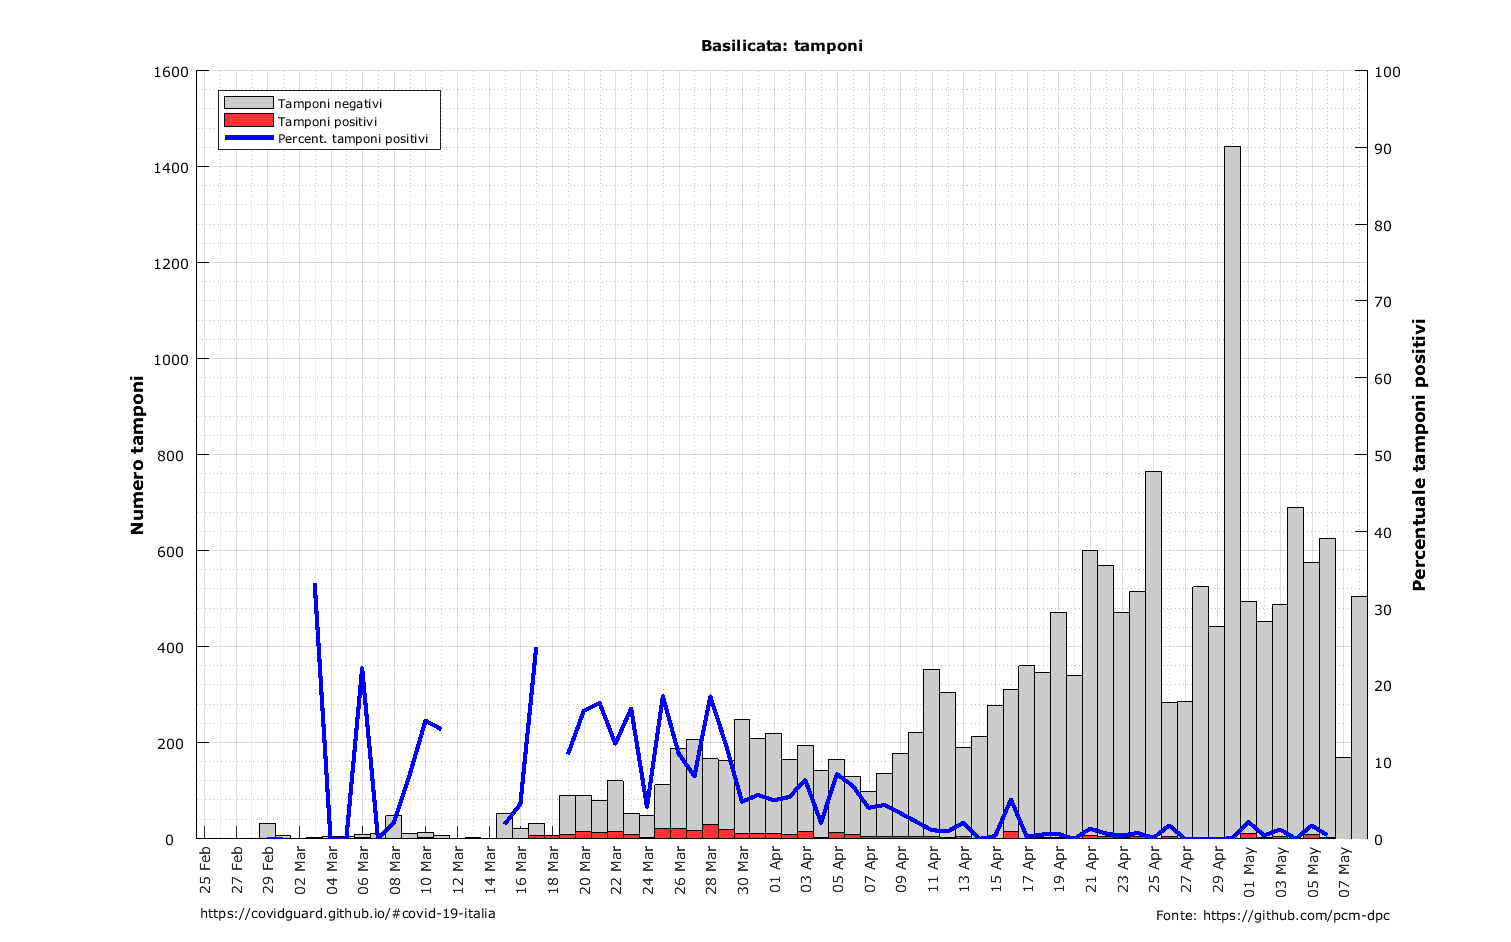 Basilicata: tamponi
Tamponi negativi
Tamponi positivi
Percent. tamponi positivi
Numero tamponi
1600
1400
1200
1000
800
600
400
200
0
Percentuale tamponi positivi
100
90
80
70
60
50
40
30
20
10
0
25 Feb
27 Feb
29 Feb
02 Mar
04 Mar
06 Mar
08 Mar
10 Mar
12 Mar
14 Mar
16 Mar
18 Mar
20 Mar
22 Mar
24 Mar
26 Mar
28 Mar
30 Mar
01 Apr
03 Apr
05 Apr
07 Apr
09 Apr
11 Apr
13 Apr
15 Apr
17 Apr
19 Apr
21 Apr
23 Apr
25 Apr
27 Apr
29 Apr
01 May
03 May
05 May
07 May
https://covidguard.github.io/#covid-19-italia
Fonte: https://github.com/pcm-dpc